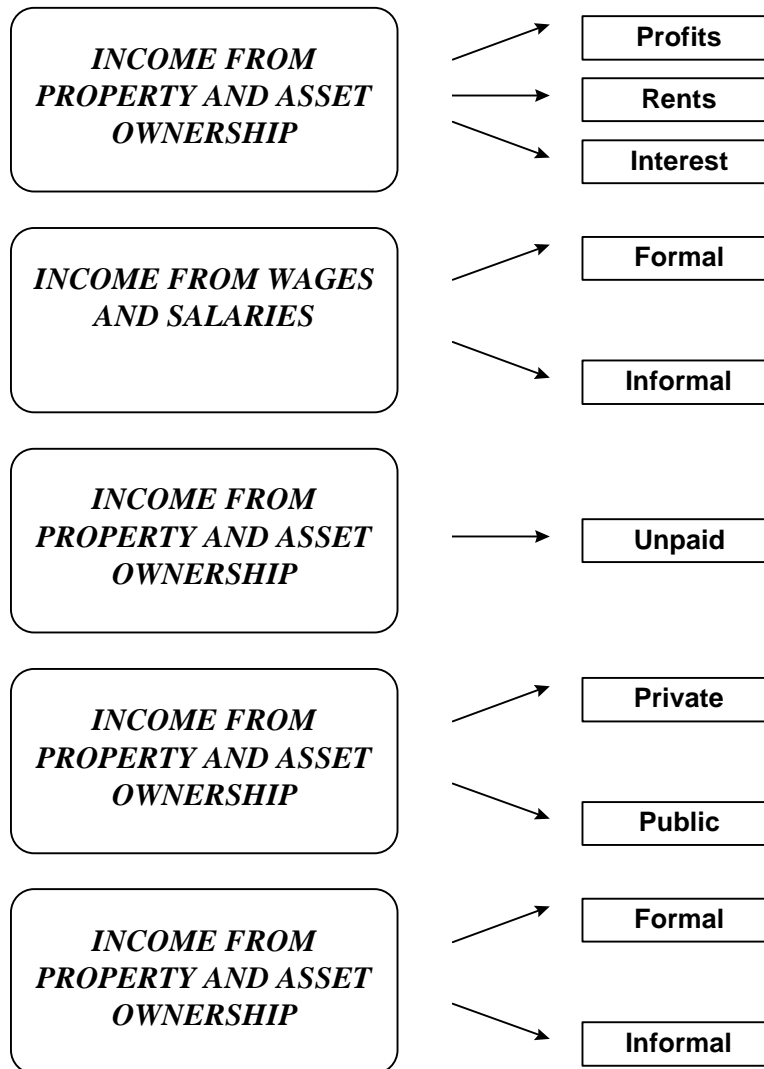 INCOME FROM
PROPERTY AND ASSET
OWNERSHIP
Profits
Rents
Interest
INCOME FROM WAGES
AND SALARIES
Formal
Informal
INCOME FROM
PROPERTY AND ASSET
OWNERSHIP
Unpaid
INCOME FROM
PROPERTY AND ASSET
OWNERSHIP
Private
Public
INCOME FROM
PROPERTY AND ASSET
OWNERSHIP
Formal
Informal